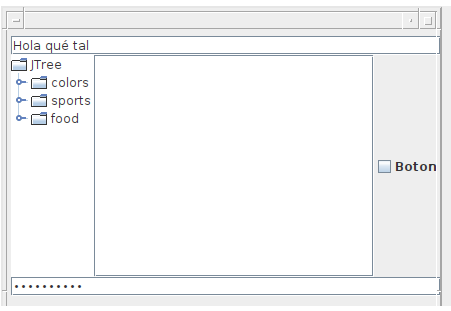 Hola qué tal
JTree
colors
sports
food
Boton
••••••••••